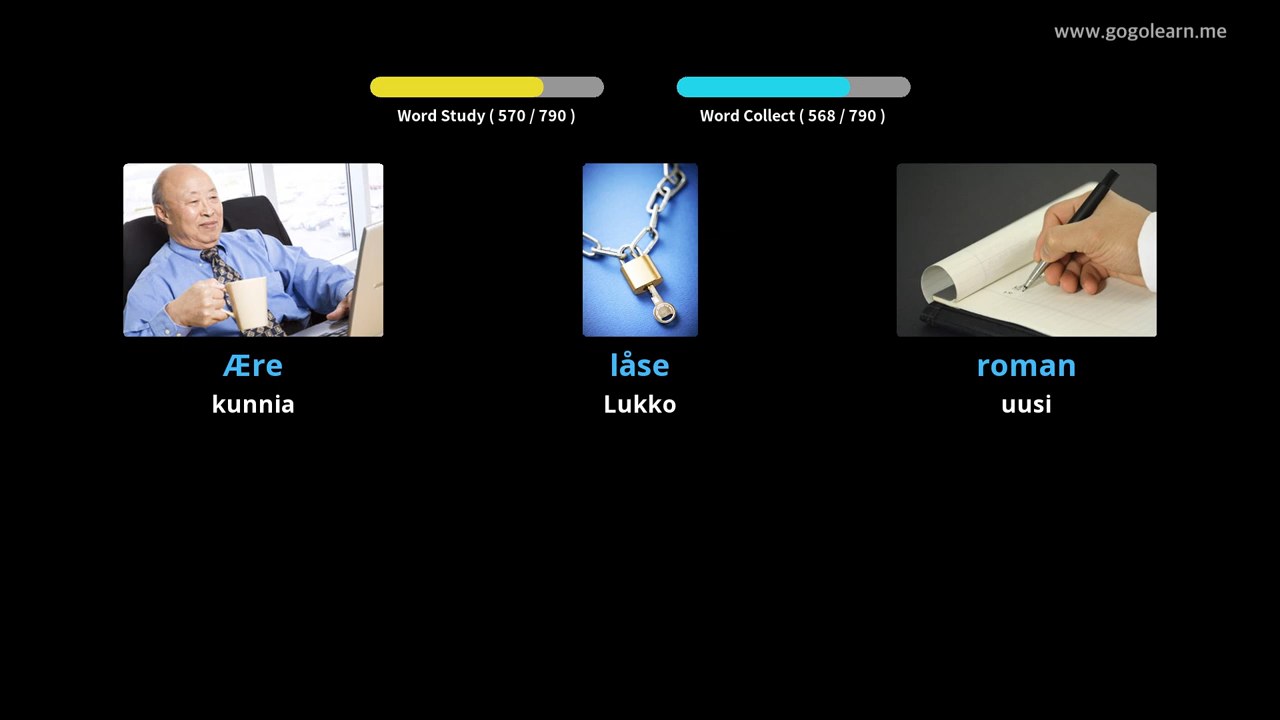 www.gogolearn.me
Word Study ( 570 / 790 )
Word Collect ( 568 / 790 )
Ære
kunnia
låse
Lukko
roman
uusi